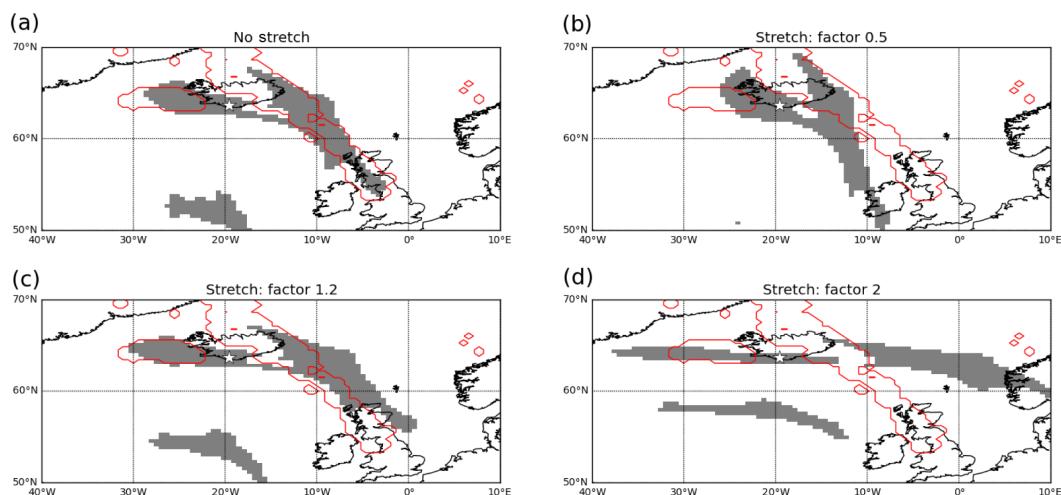 (a)
No stretch
70°N
60°N
50°N
40°W 30°W 20°W 10°W 0° 10°E
(b)
Stretch: factor 0.5
70°N
60°N
50°N
40°W 30°W 20°W 10°W 0° 10°E
(c)
Stretch: factor 1.2
70°N
60°N
50°N
40°W 30°W 20°W 10°W 0° 10°E
(d)
Stretch: factor 2
70°N
60°N
50°N
40°W 30°W 20°W 10°W 0° 10°E